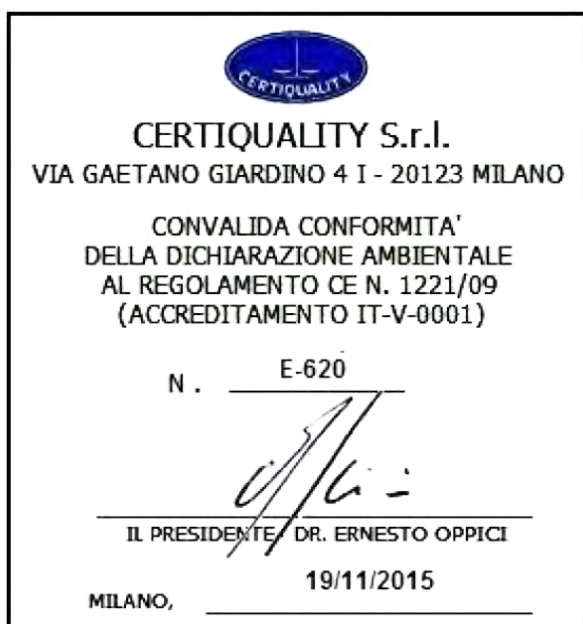 CERTIQUALITY
CERTIQUALITY S.r.l.
VIA GAETANO GIARDINO 4 I - 20123 MILANO
CONVALIDA CONFORMITA'
DELLA DICHIARAZIONE AMBIENTALE
AL REGOLAMENTO CE N. 1221/09
(ACCREDITAMENTO IT-V-0001)
N . E-620
IL PRESIDENTE DR. ERNESTO OPPICI
MILANO, 19/11/2015